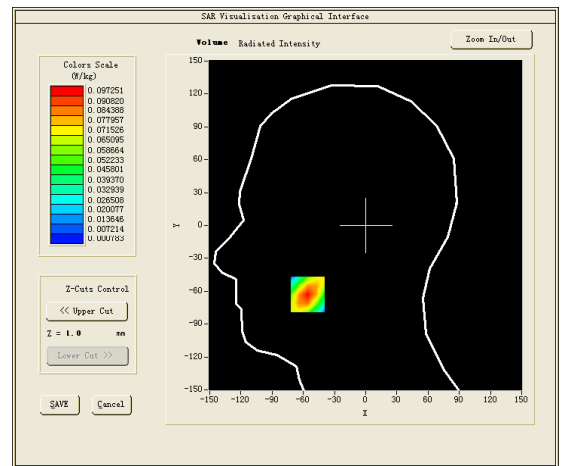 SAR Visualisation Graphical Interface
Volume Radiated Intensity
Zoom In/Out
Colors Scale
(W/kg)
0.097251
0.090820
0.084388
0.077957
0.071526
0.065095
0.058664
0.052233
0.045801
0.039370
0.032939
0.026508
0.020077
0.013646
0.007214
0.000783
Z-Cuts Control
<< Upper Cut
Z = 1.0 mm
Lower Cut >>
SAVE Cancel
150
120
90
60
30
0
-30
-60
-90
-120
-150
Y
-150 -120 -90 -60 -30 0 30 60 90 120 150
X